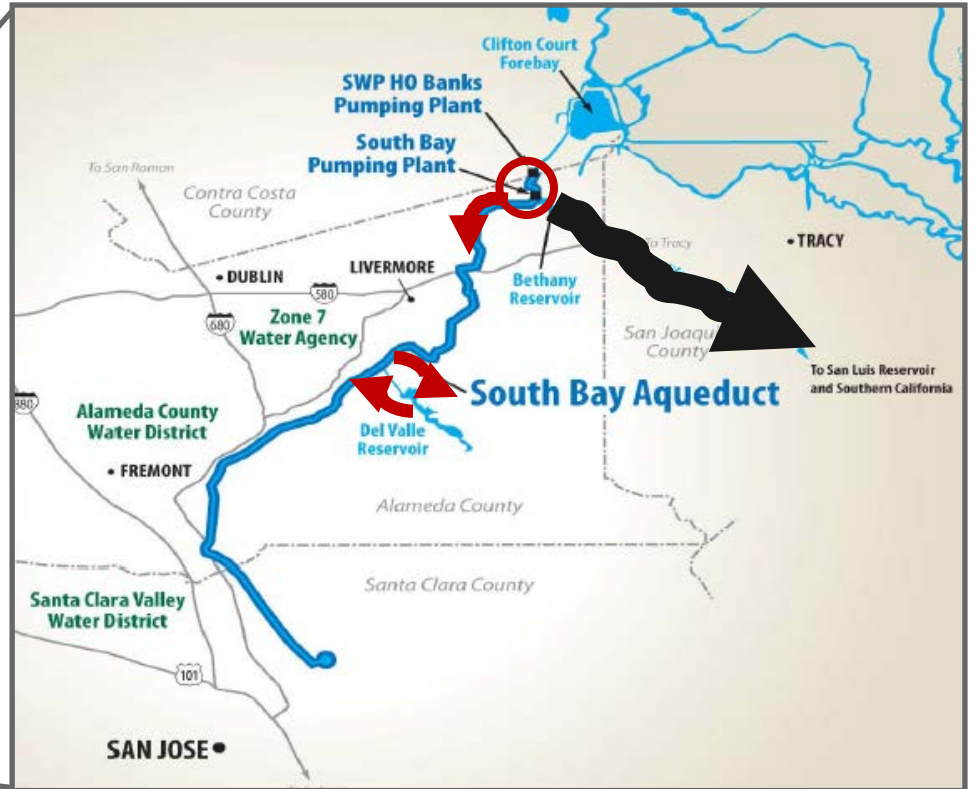 Clifton Court
Forebay
SWP HO Banks
Pumping Plant
South Bay
Pumping Plant
To San Ramon
Contra Costa
County
To Tracy
• TRACY
• DUBLIN
LIVERMORE
580
Bethany
Reservoir
680
Zone 7
Water Agency
San Joaqu
County
To San Luis Reservoir
and Southern California
South Bay Aqueduct
880
Alameda County
Water District
Del Valle
Reservoir
• FREMONT
Alameda County
Santa Clara County
Santa Clara Valley
Water District
101
SAN JOSE •